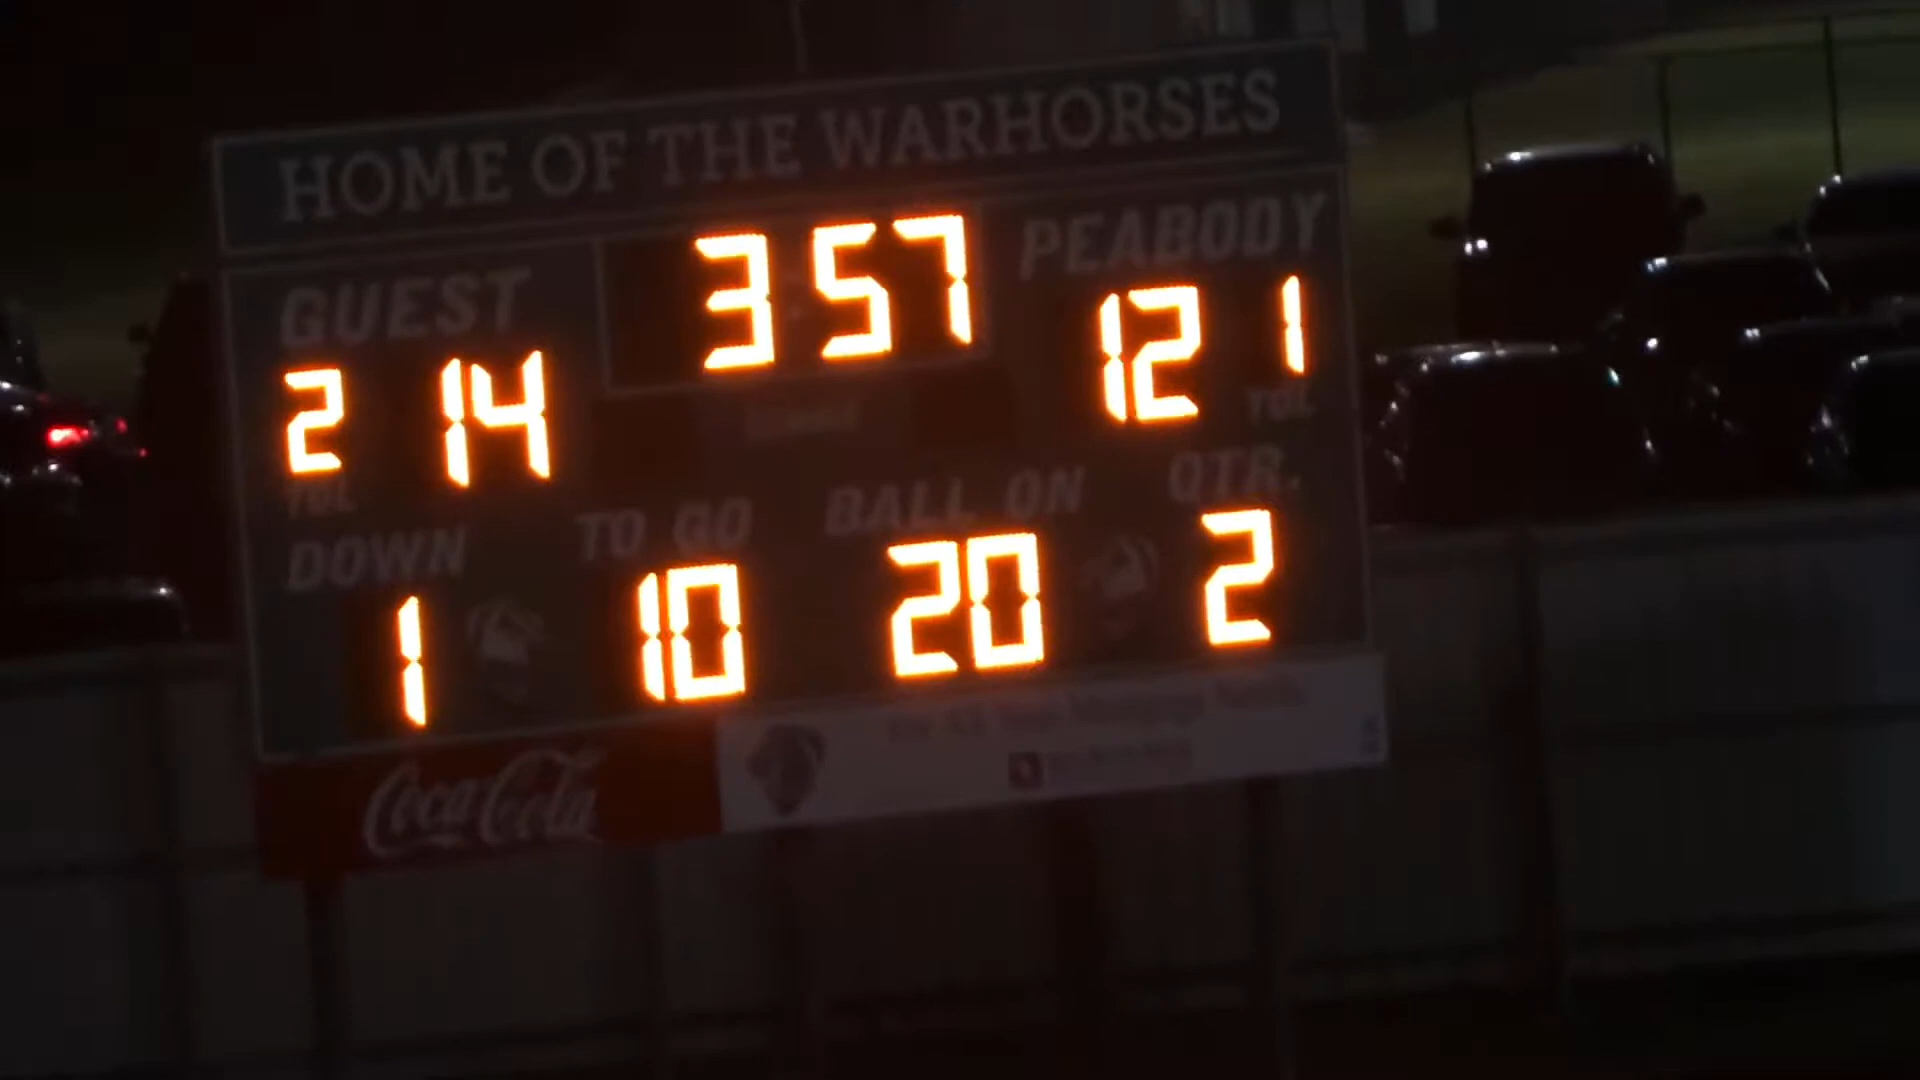 HOME OF THE WARHORSES
GUEST 3 57 PEABODY
2 14 12 1
TOL TOL
DOWN TO GO BALL ON QTR.
1 10 20 2
Coca-Cola